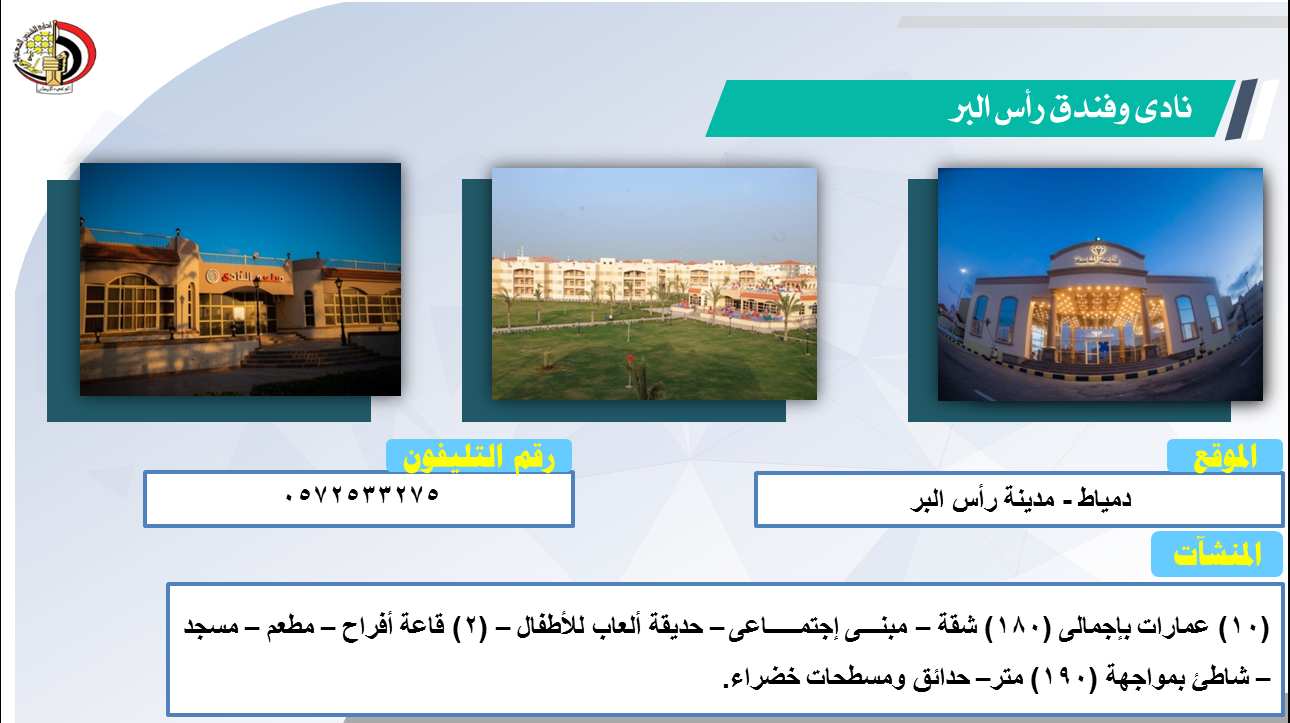 نادى وفندق رأس البر
الموقع
دمياط - مدينة رأس البر
رقم التليفون
٠٥٧٢٥٣٣٢٧٥
المنشآت
(١٠) عمارات بإجمالى (١٨٠) شقة – مبنـــى إجتمـــــاعى – حديقة ألعاب للأطفال – (٢) قاعة أفراح – مطعم – مسجد
– شاطئ بمواجهة (١٩٠) متر– حدائق ومسطحات خضراء.